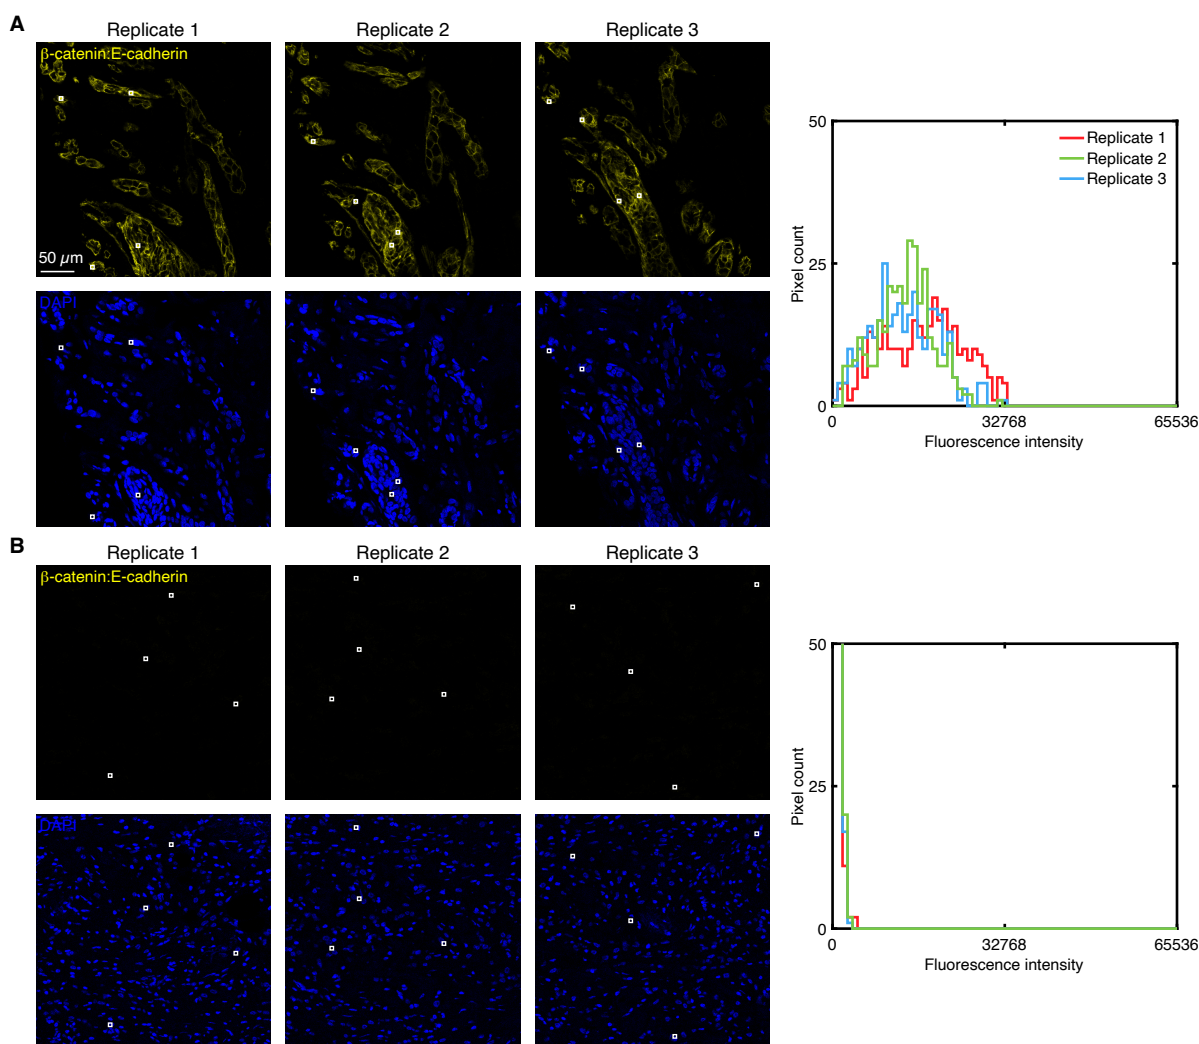 A
Replicate 1
Replicate 2
Replicate 3
β-catenin:E-cadherin
50 µm
DAPI
50
25
0
Pixel count
Replicate 1
Replicate 2
Replicate 3
0
32768
65536
Fluorescence intensity
B
Replicate 1
Replicate 2
Replicate 3
β-catenin:E-cadherin
DAPI
50
25
0
Pixel count
0
32768
65536
Fluorescence intensity